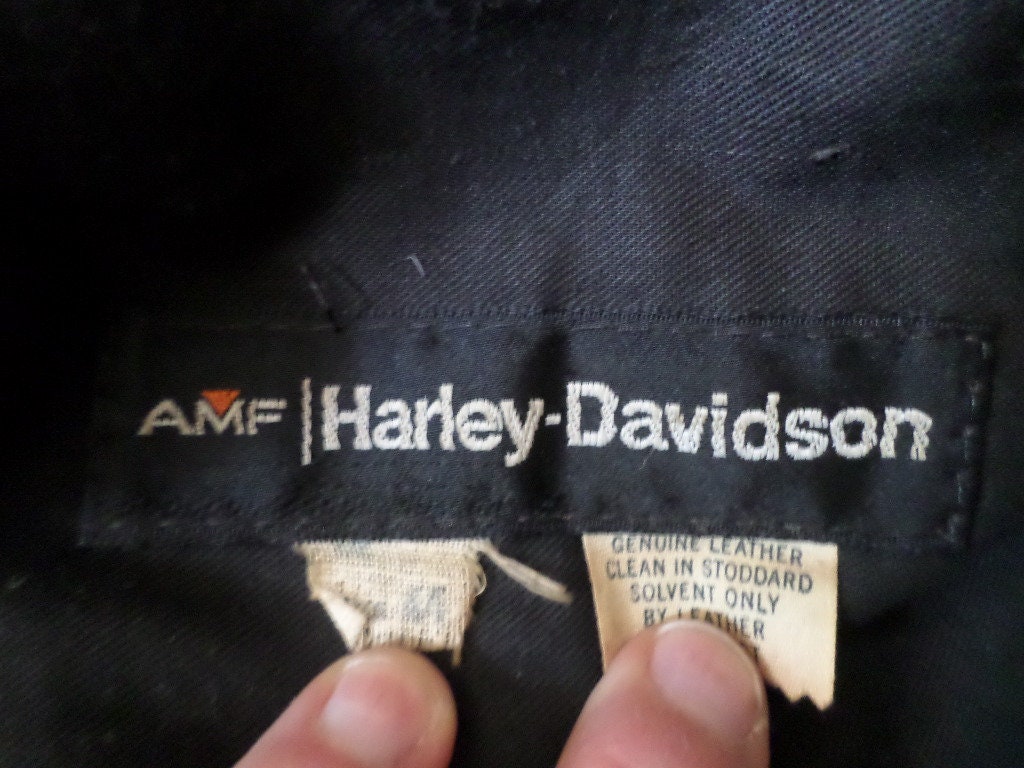 AMF | Harley-Davidson
GENUINE LEATHER
CLEAN IN STODDARD
SOLVENT ONLY
BY LEATHER